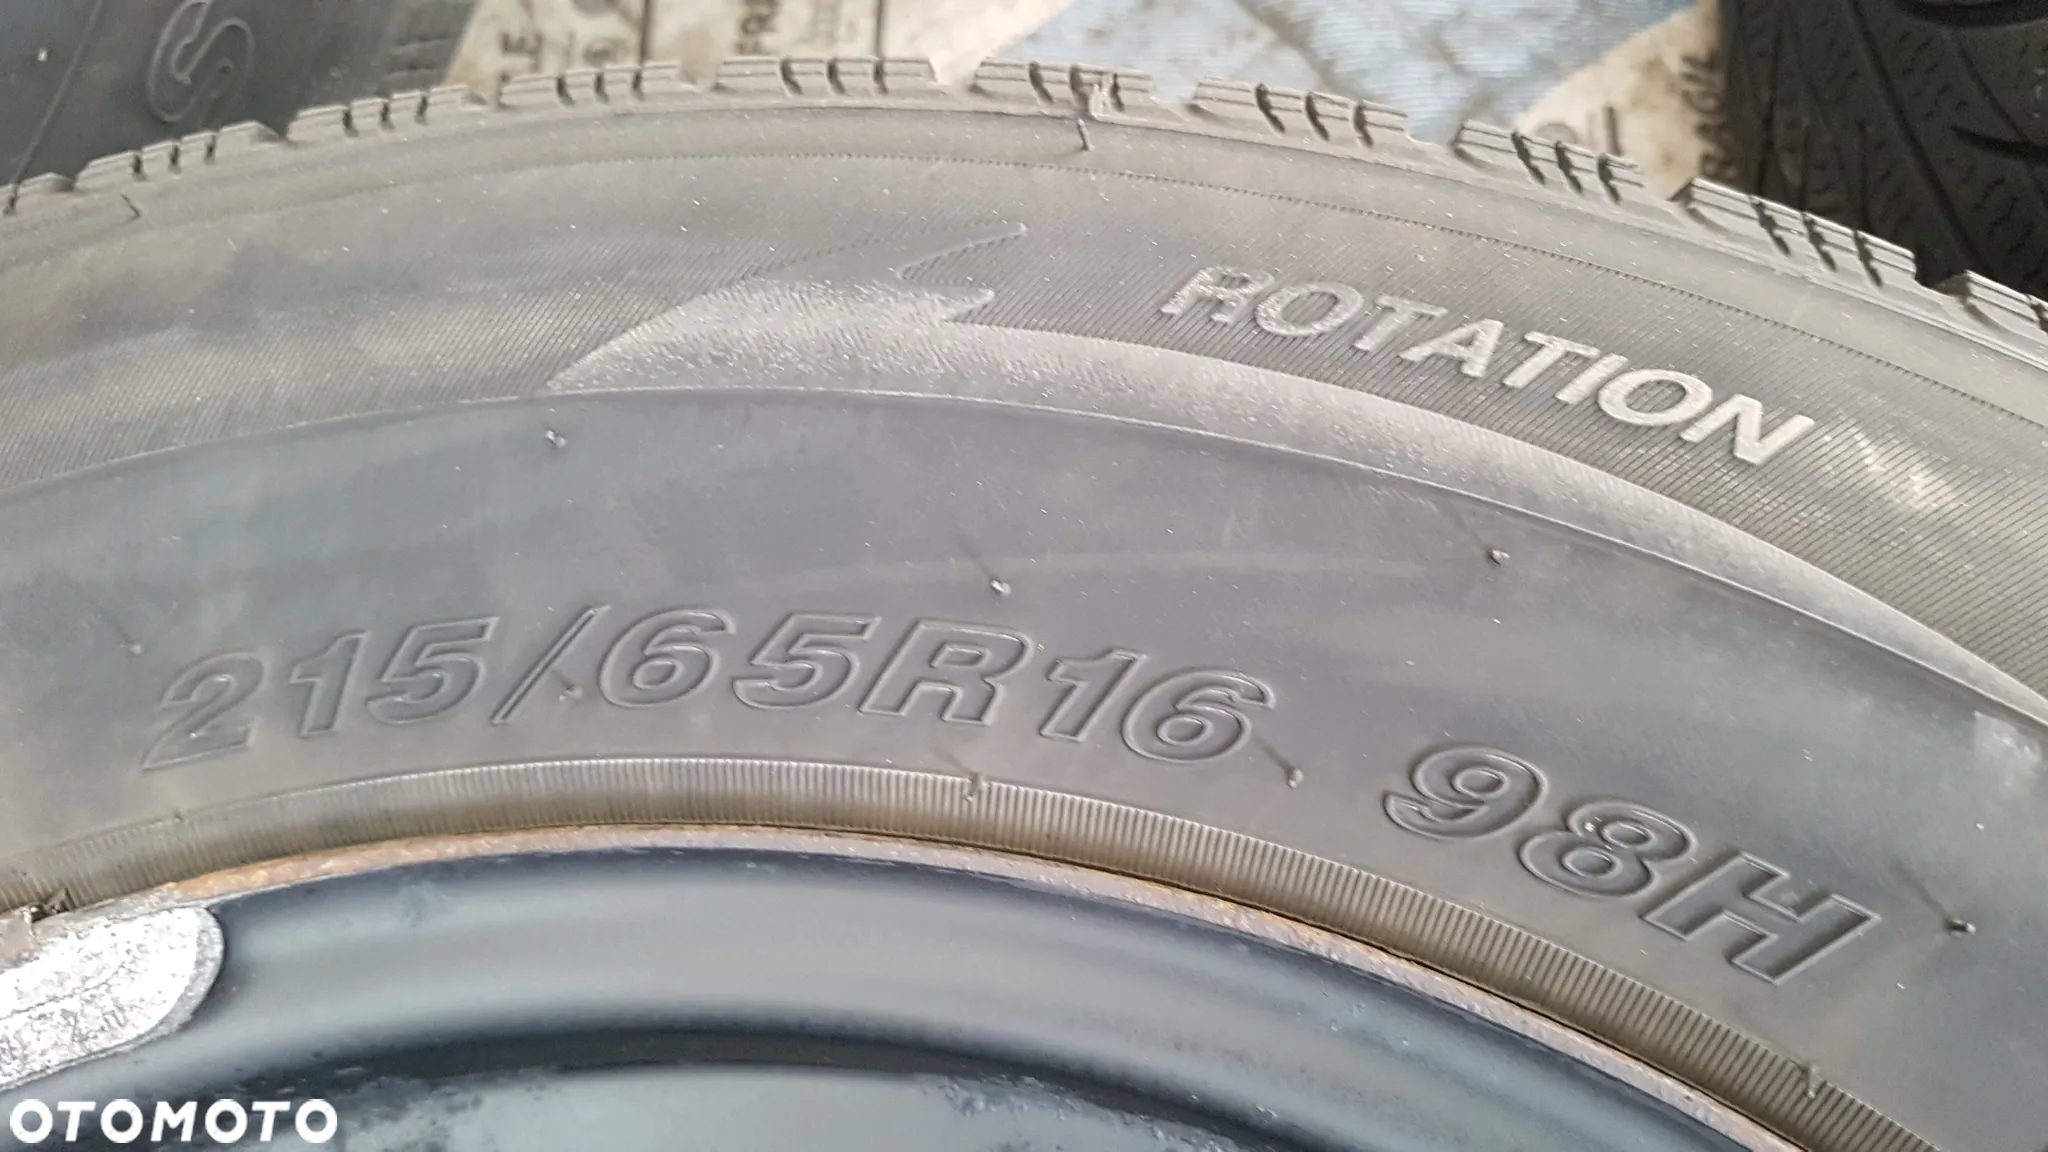 ROTATION
215/65R16 98H
OTOMOTO